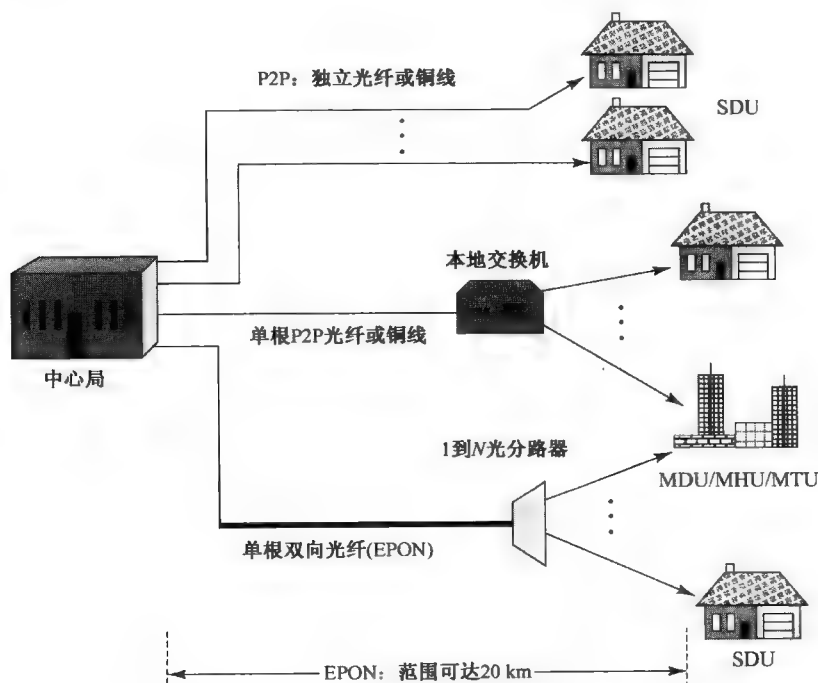 P2P：独立光纤或铜线
SDU
本地交换机
单根P2P光纤或铜线
中心局
1到N光分路器
MDU/MHU/MTU
单根双向光纤(EPON)
SDU
EPON：范围可达20 km